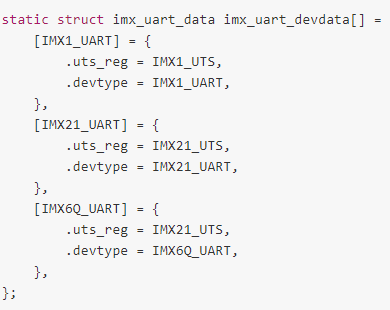 static struct imx_uart_data imx_uart_devdata[] =
    [IMX1_UART] = {
        .uts_reg = IMX1_UTS,
        .devtype = IMX1_UART,
    },
    [IMX21_UART] = {
        .uts_reg = IMX21_UTS,
        .devtype = IMX21_UART,
    },
    [IMX6Q_UART] = {
        .uts_reg = IMX21_UTS,
        .devtype = IMX6Q_UART,
    },
};